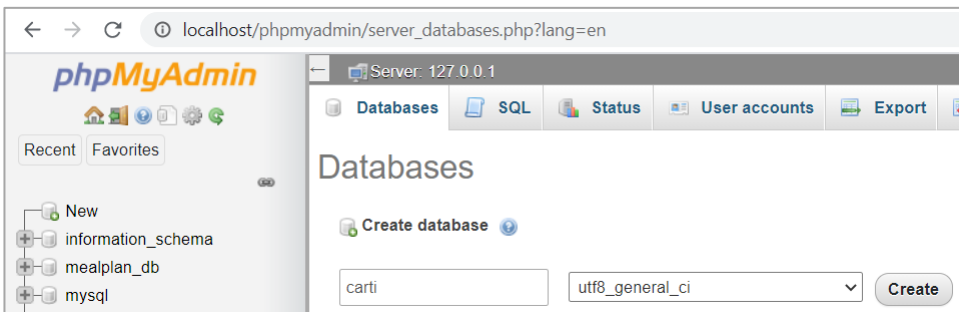 localhost/phpmyadmin/server_databases.php?lang=en
phpMyAdmin
Recent Favorites
New
information_schema
mealplan_db
mysql
Server: 127.0.0.1
Databases SQL Status User accounts Export
Databases
Create database
carti utf8_general_ci Create